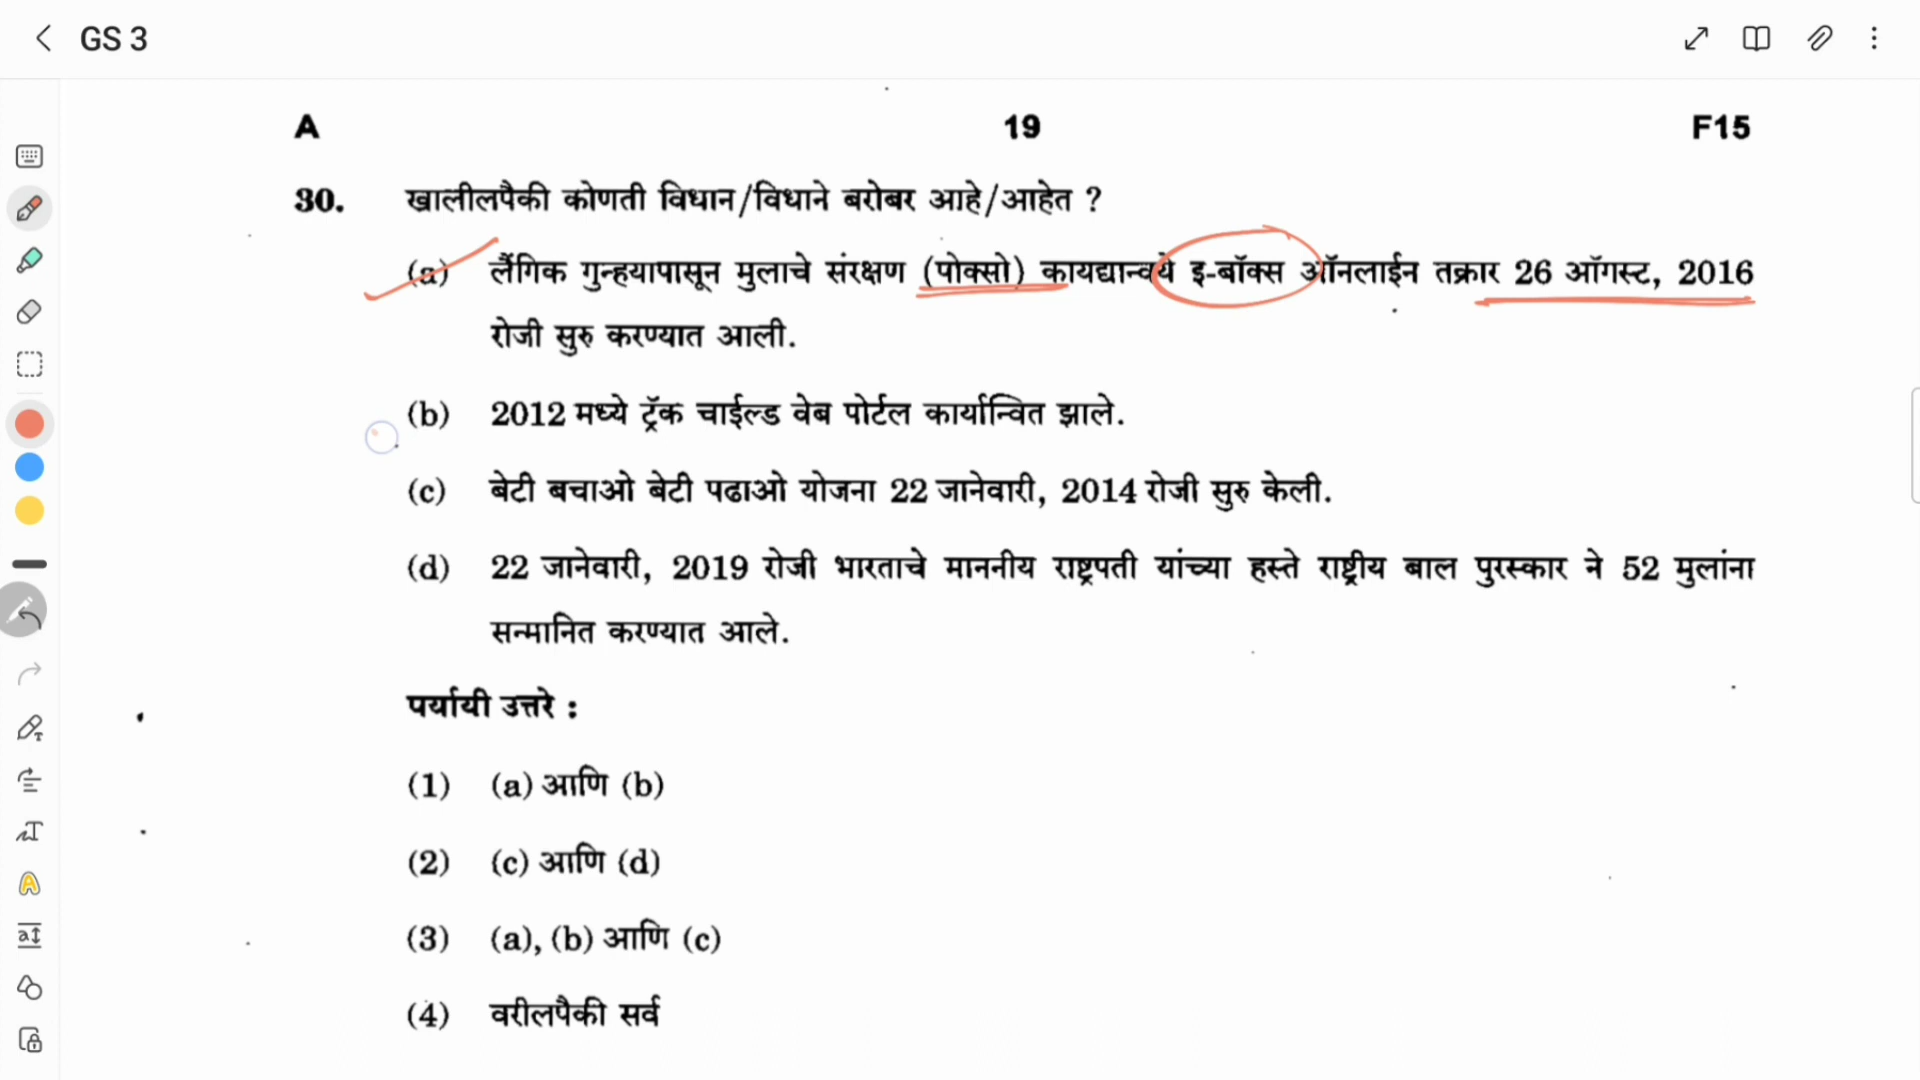 GS 3
A 19 F15
30. खालीलपैकी कोणती विधान/विधाने बरोबर आहे/आहेत ?
(a) लैंगिक गुन्हयापासून मुलाचे संरक्षण (पोक्सो) कायद्यान्वये इ-बॉक्स ऑनलाईन तक्रार 26 ऑगस्ट, 2016
रोजी सुरु करण्यात आली.
(b) 2012 मध्ये ट्रॅक चाईल्ड वेब पोर्टल कार्यान्वित झाले.
(c) बेटी बचाओ बेटी पढाओ योजना 22 जानेवारी, 2014 रोजी सुरु केली.
(d) 22 जानेवारी, 2019 रोजी भारताचे माननीय राष्ट्रपती यांच्या हस्ते राष्ट्रीय बाल पुरस्कार ने 52 मुलांना
सन्मानित करण्यात आले.
पर्यायी उत्तरे :
(1) (a) आणि (b)
(2) (c) आणि (d)
(3) (a), (b) आणि (c)
(4) वरीलपैकी सर्व